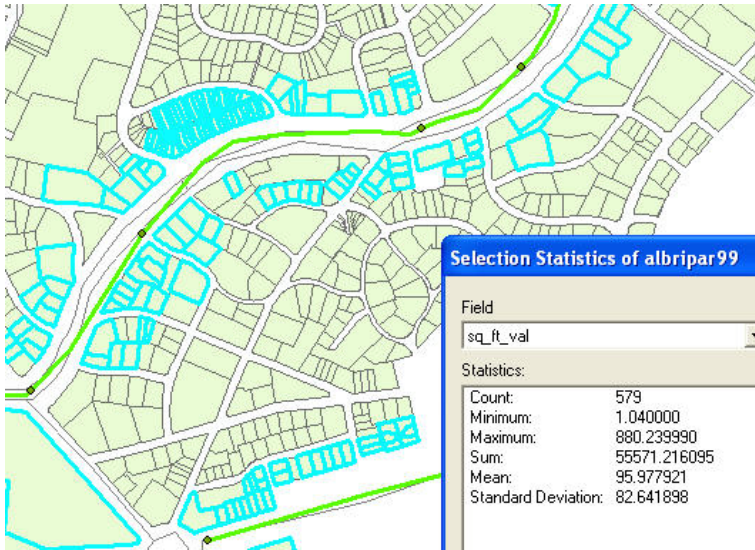 Selection Statistics of albripar99
Field
sq_ft_val
Statistics:
Count: 579
Minimum: 1.040000
Maximum: 880.239990
Sum: 55571.216095
Mean: 95.977921
Standard Deviation: 82.641898